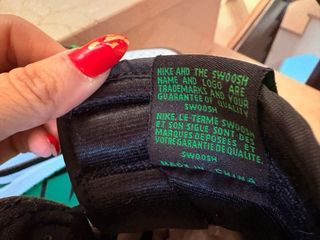 NIKE AND THE SWOOSH
NAME AND LOGO ARE
TRADEMARKS AND YOUR
GUARANTEE OF QUALITY
SWOOSH
NIKE, LE TERME SWOOSH
ET SON SIGLE SONT DES
MARQUES DEPOSEES ET
VOTRE GARANTIE DE QUALITE.
SWOOSH
MADE IN CHINA